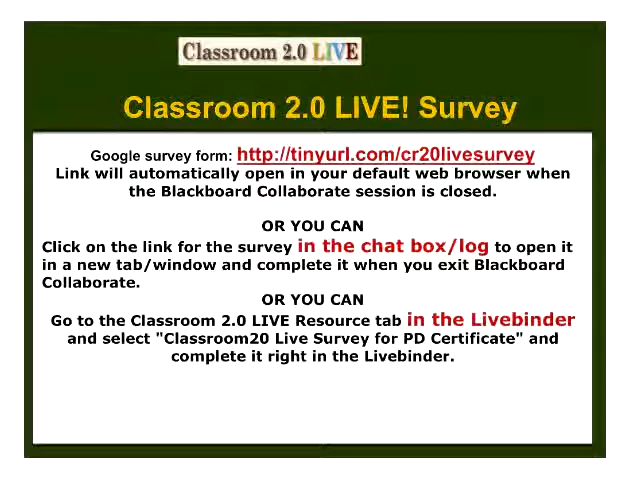 Classroom 2.0 LIVE
Classroom 2.0 LIVE! Survey
Google survey form: http://tinyurl.com/cr20livesurvey
Link will automatically open in your default web browser when
the Blackboard Collaborate session is closed.
OR YOU CAN
Click on the link for the survey in the chat box/log to open it
in a new tab/window and complete it when you exit Blackboard
Collaborate.
OR YOU CAN
Go to the Classroom 2.0 LIVE Resource tab in the Livebinder
and select "Classroom20 Live Survey for PD Certificate" and
complete it right in the Livebinder.